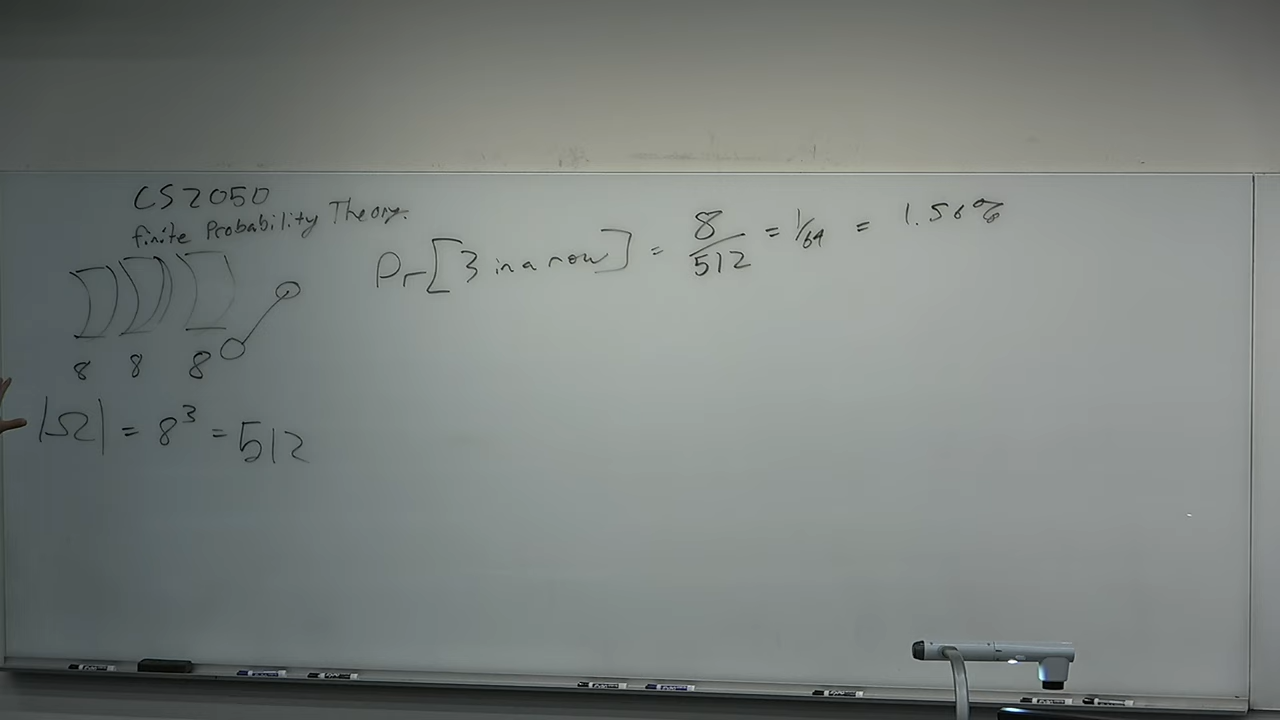 CS2050
finite Probability Theory.
8 8 8
|Ω| = 8³ = 512
Pr[3 in a row] = 8/512 = 1/64 = 1.56%